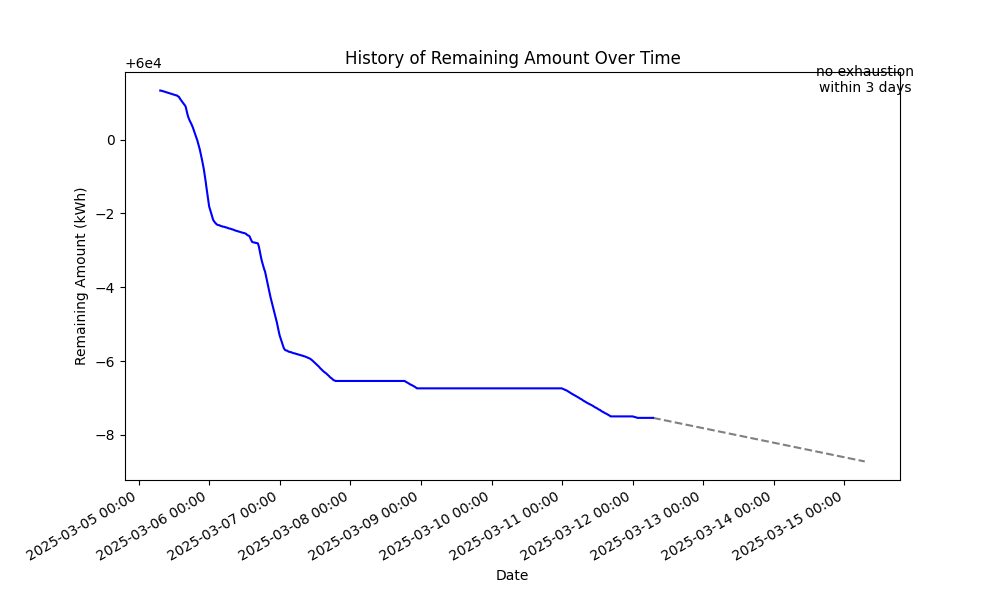 History of Remaining Amount Over Time
+6e4
no exhaustion
within 3 days
0
−2
−4
−6
−8
Remaining Amount (kWh)
2025-03-05 00:00
2025-03-06 00:00
2025-03-07 00:00
2025-03-08 00:00
2025-03-09 00:00
2025-03-10 00:00
2025-03-11 00:00
2025-03-12 00:00
2025-03-13 00:00
2025-03-14 00:00
2025-03-15 00:00
Date